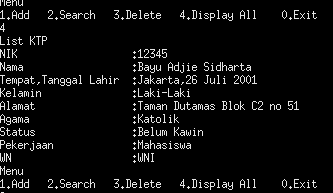 Menu
1.Add 2.Search 3.Delete 4.Display All 0.Exit
4
List KTP
NIK :12345
Nama :Bayu Adjie Sidharta
Tempat,Tanggal Lahir :Jakarta,26 Juli 2001
Kelamin :Laki-Laki
Alamat :Taman Dutamas Blok C2 no 51
Agama :Katolik
Status :Belum Kawin
Pekerjaan :Mahasiswa
WN :WNI
Menu
1.Add 2.Search 3.Delete 4.Display All 0.Exit